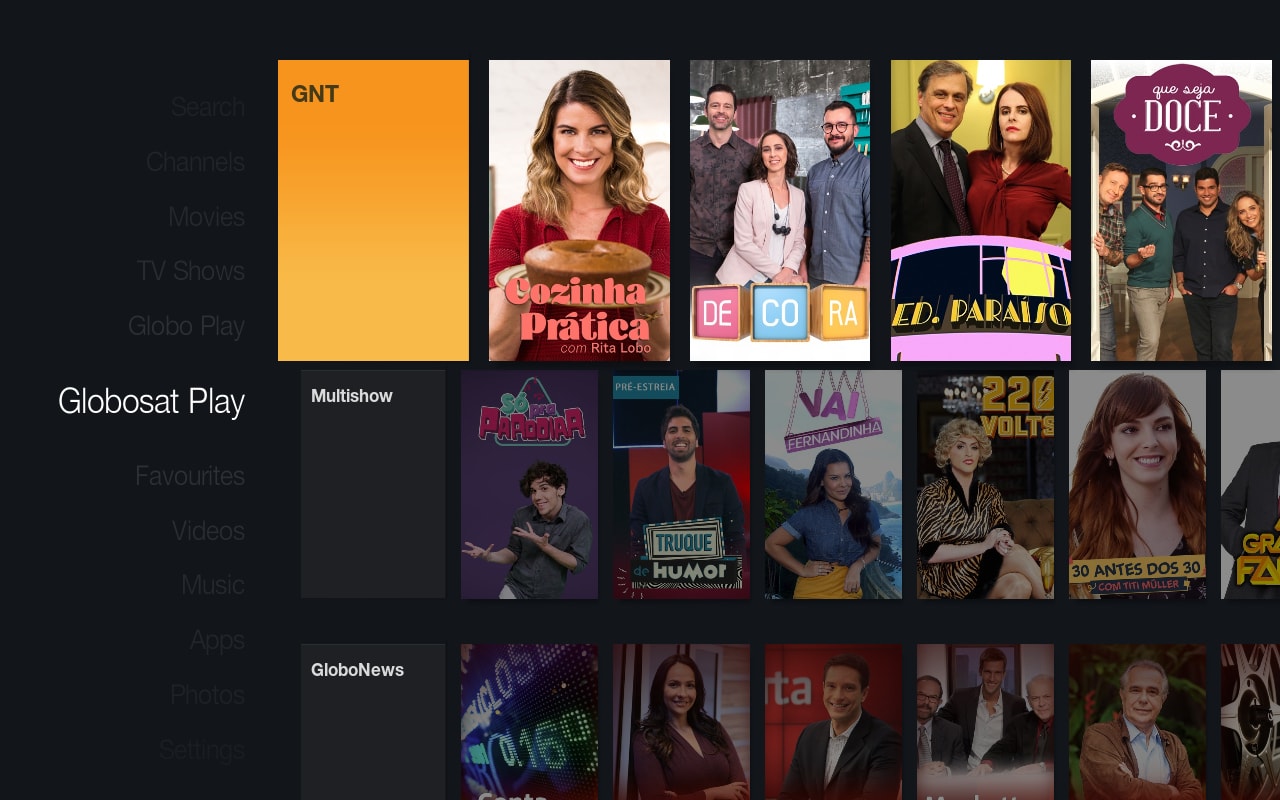 Search
Channels
Movies
TV Shows
Globo Play
Globosat Play
Favourites
Videos
Music
Apps
Photos
Settings
GNT
Cozinha
Prática
com Rita Lobo
DE CO RA
ED. PARAÍSO
que seja
DOCE
Multishow
Só pra
PARODIAR
PRÉ-ESTREIA
TRUQUE
de HUMOR
VAI
FERNANDINHA
220
VOLTS
30 ANTES DOS 30
COM TITI MÜLLER
GloboNews